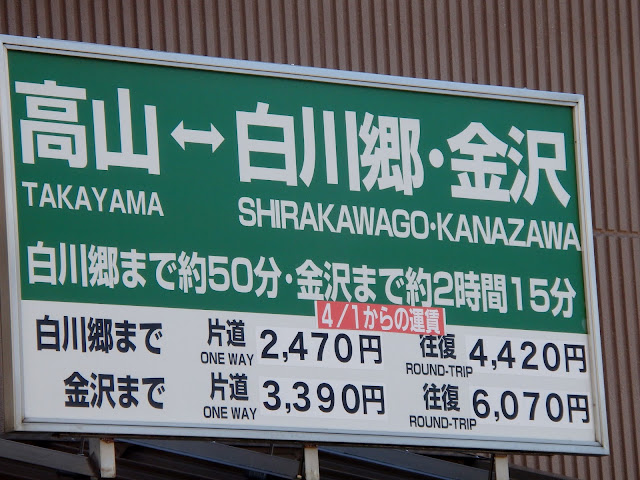 高山↔白川郷・金沢
TAKAYAMA SHIRAKAWAGO・KANAZAWA
白川郷まで約50分・金沢まで約2時間15分
4/1からの運賃
白川郷まで 片道 ONE WAY 2,470円 往復 ROUND-TRIP 4,420円
金沢まで 片道 ONE WAY 3,390円 往復 ROUND-TRIP 6,070円